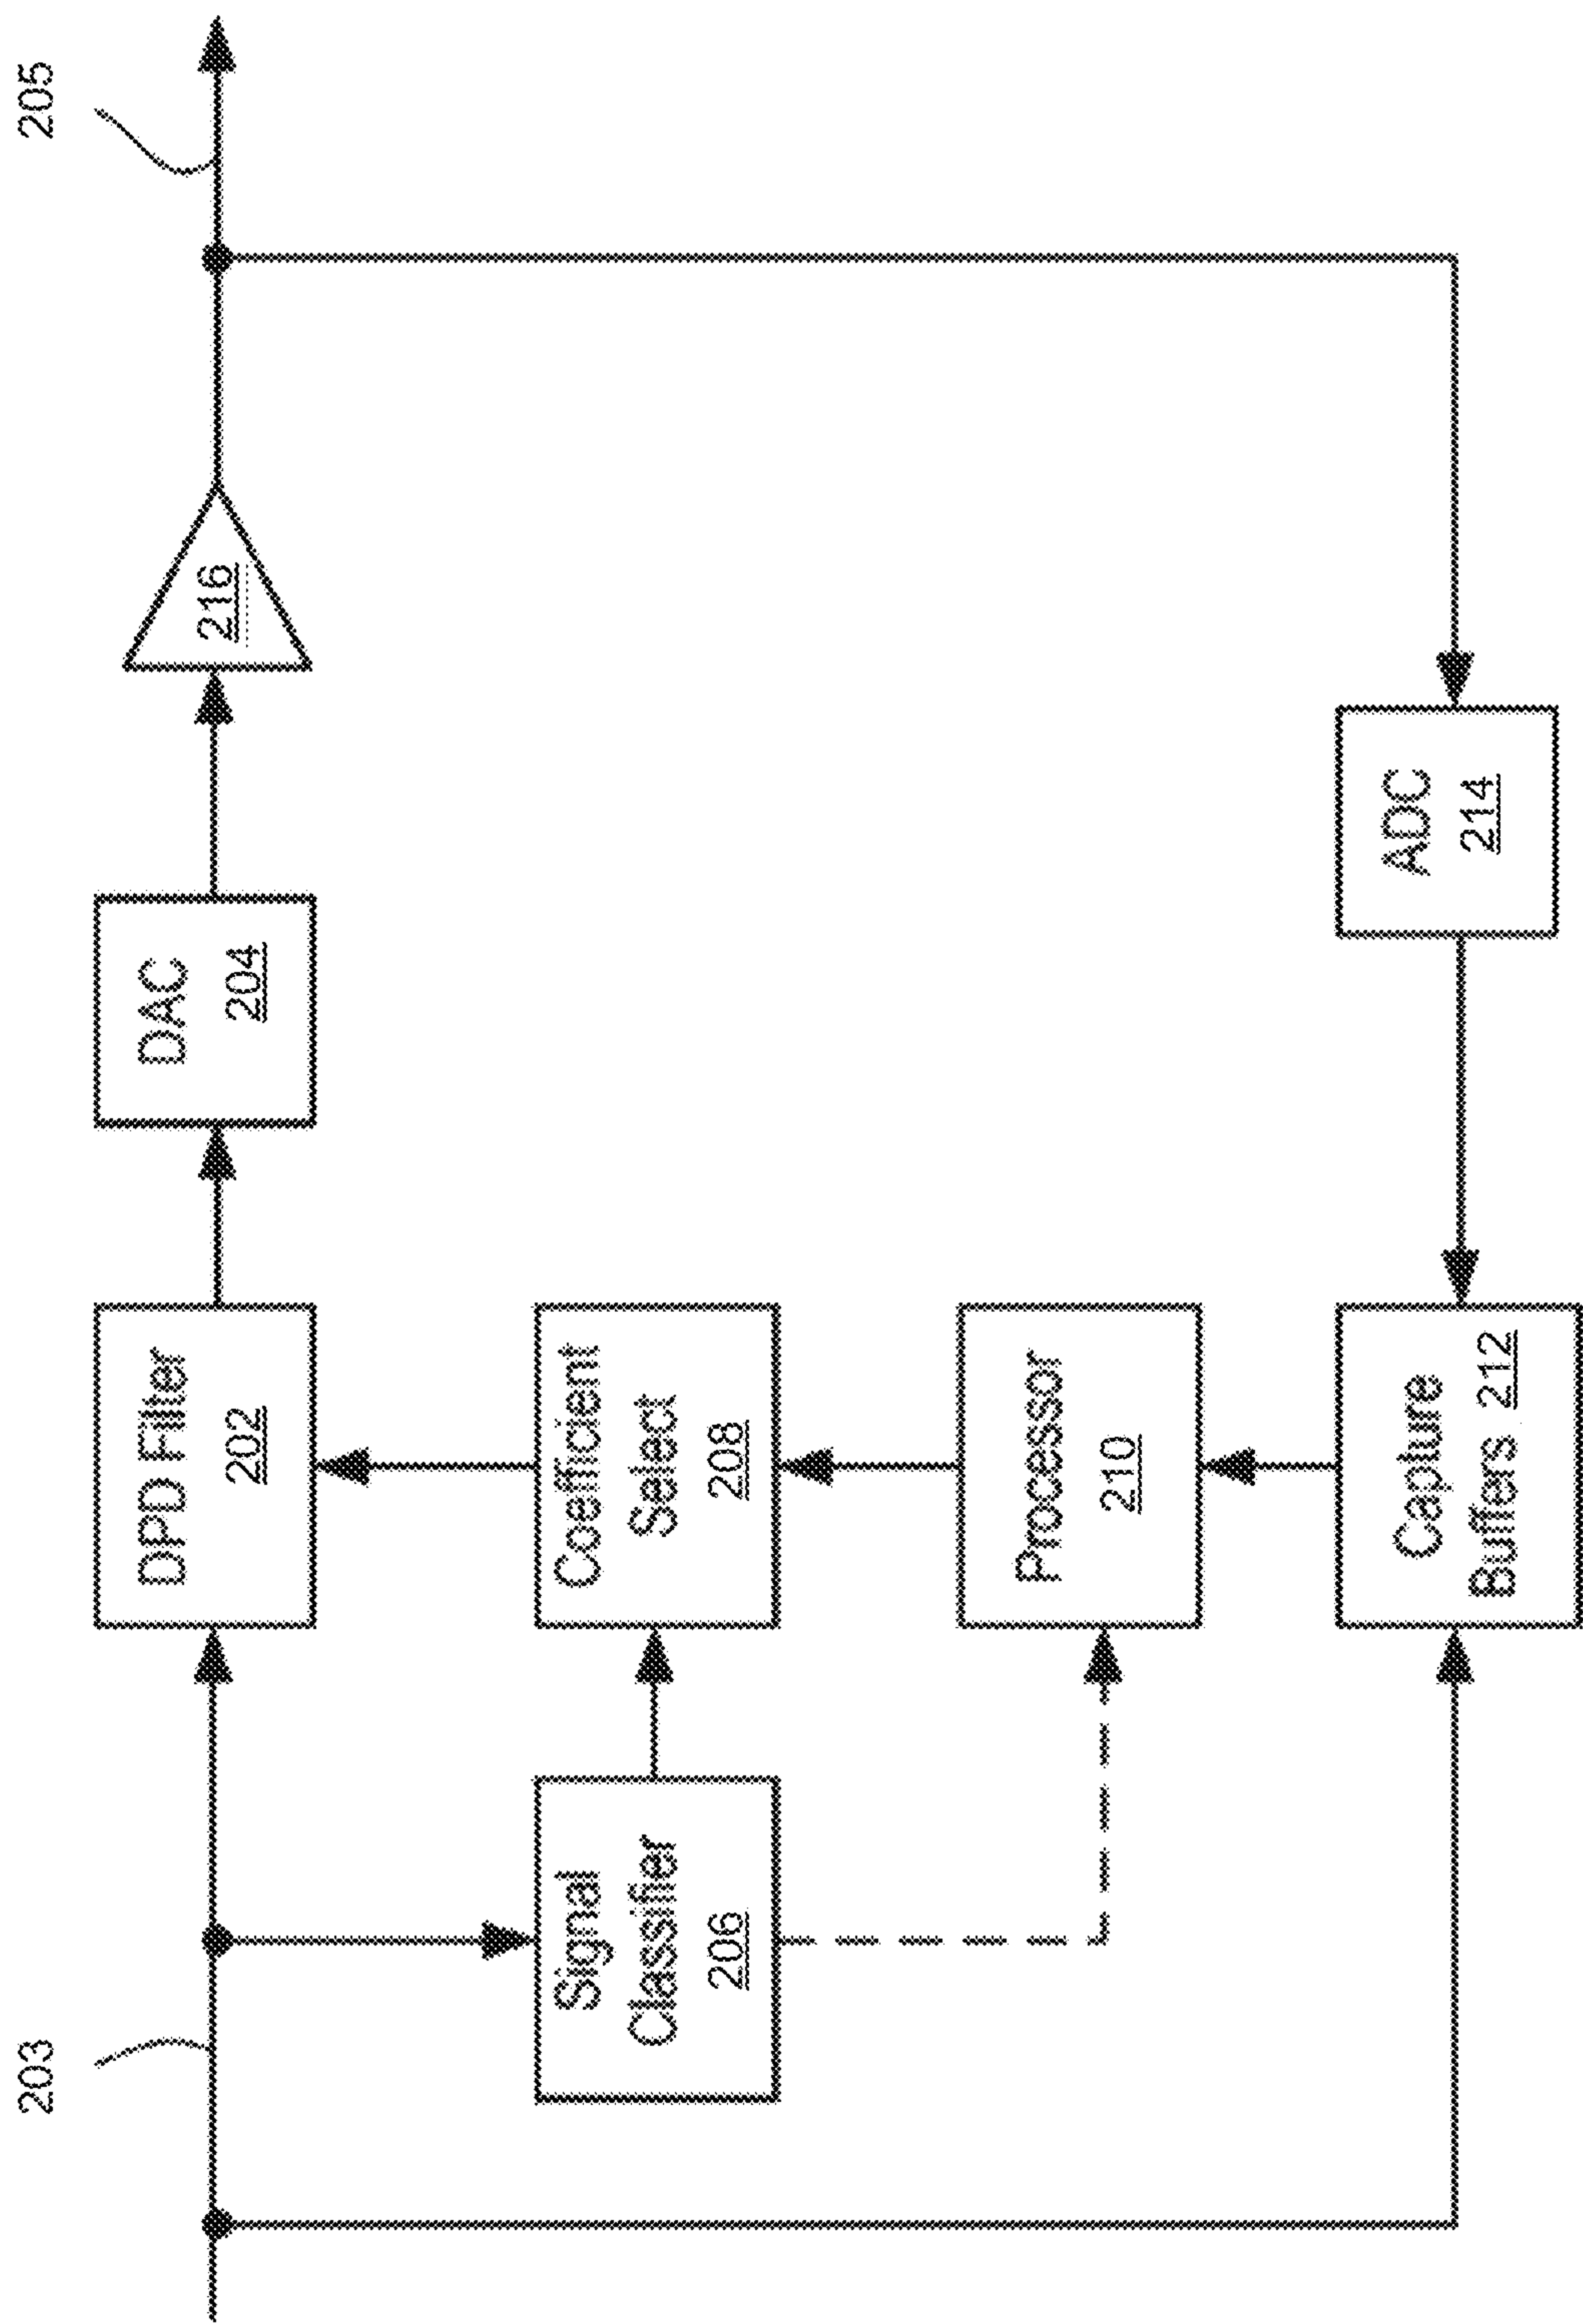 203
205
DPD Filter
202
DAC
204
216
Signal
Classifier
206
Coefficient
Select
208
Processor
210
Capture
Buffers 212
ADC
214